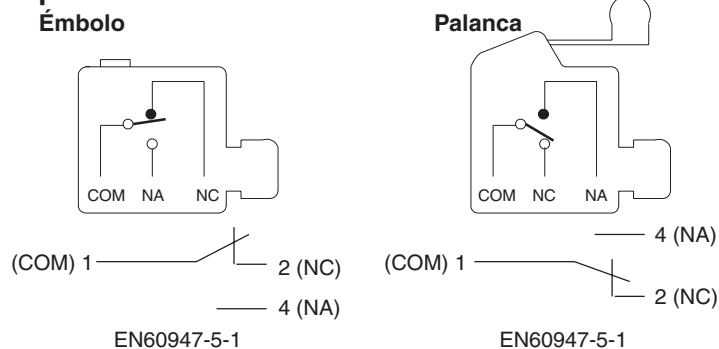 Émbolo
COM NA NC
(COM) 1
2 (NC)
4 (NA)
EN60947-5-1
Palanca
COM NC NA
4 (NA)
(COM) 1
2 (NC)
EN60947-5-1